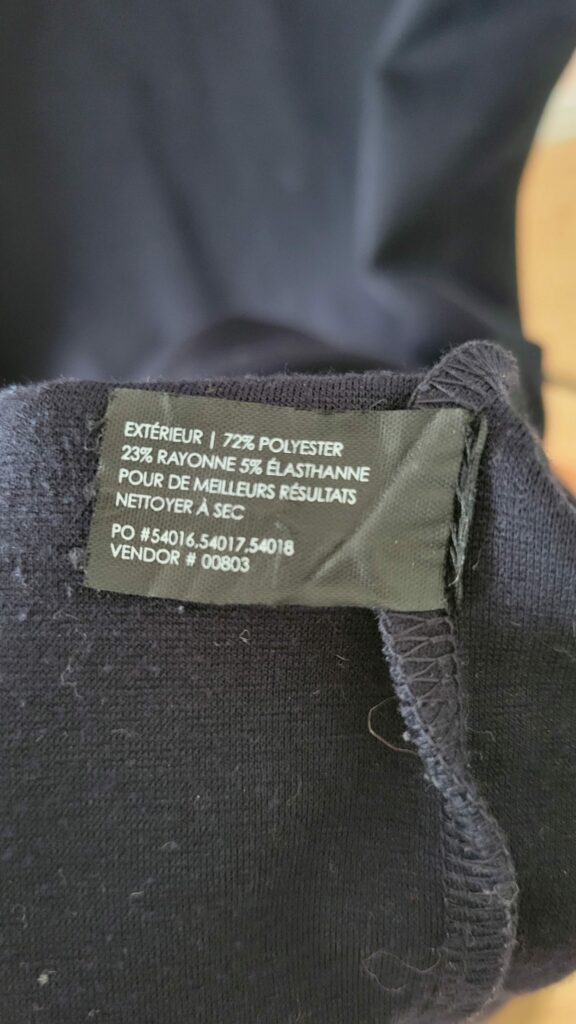 EXTÉRIEUR | 72% POLYESTER
23% RAYONNE 5% ÉLASTHANNE
POUR DE MEILLEURS RÉSULTATS
NETTOYER À SEC
PO #54016,54017,54018
VENDOR # 00803